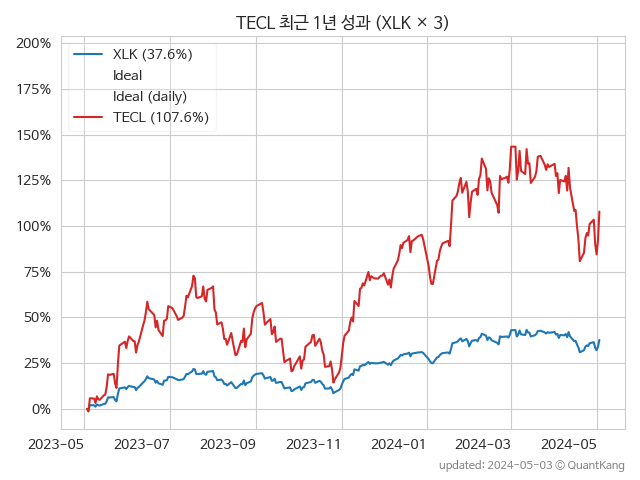 TECL 최근 1년 성과 (XLK × 3)
200%
175%
150%
125%
100%
75%
50%
25%
0%
XLK (37.6%)
Ideal
Ideal (daily)
TECL (107.6%)
2023-05
2023-07
2023-09
2023-11
2024-01
2024-03
2024-05
updated: 2024-05-03 © QuantKang